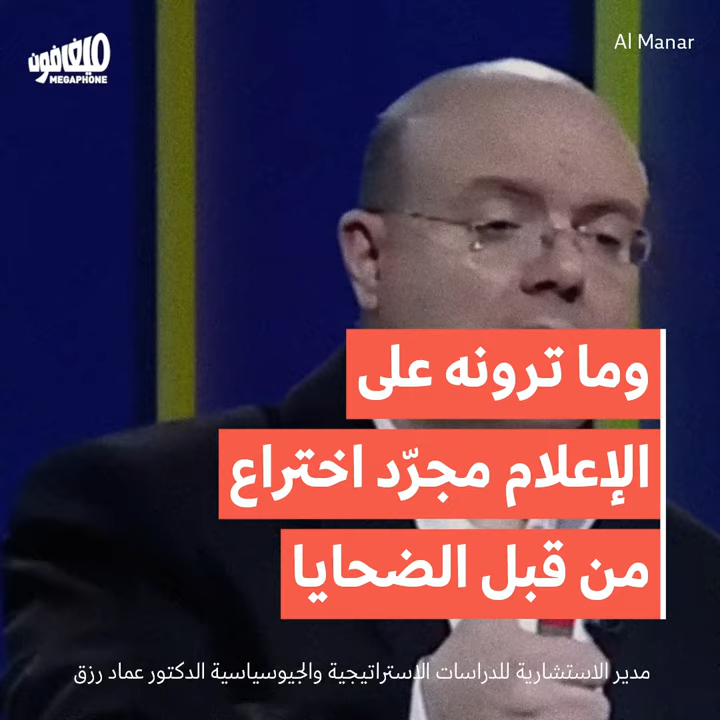 Al Manar
ميغافون
MEGAPHONE
وما ترونه على
الإعلام مجرّد اختراع
من قبل الضحايا
مدير الاستشارية للدراسات الاستراتيجية والجيوسياسية الدكتور عماد رزق